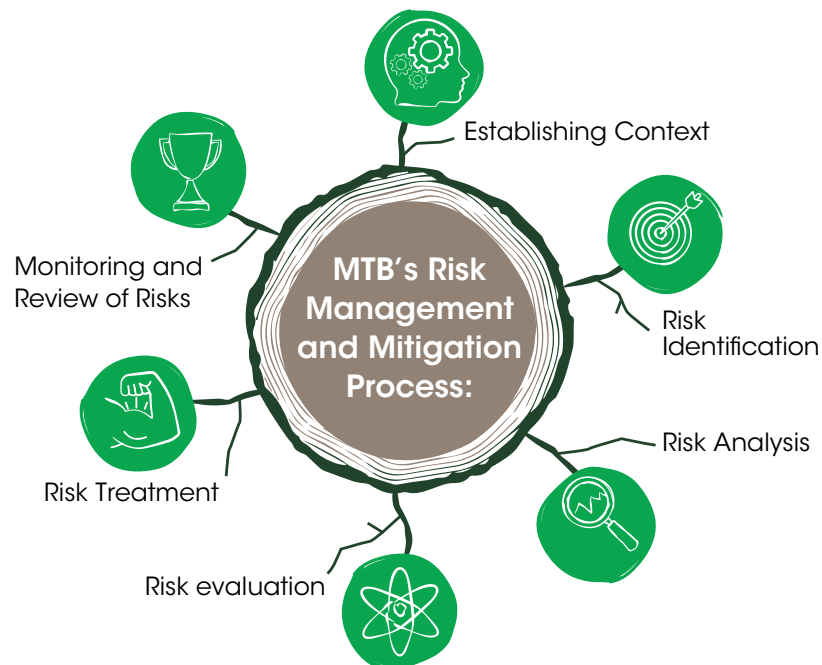 Establishing Context
Monitoring and
Review of Risks
MTB’s Risk
Management
and Mitigation
Process:
Risk
Identification
Risk Analysis
Risk Treatment
Risk evaluation